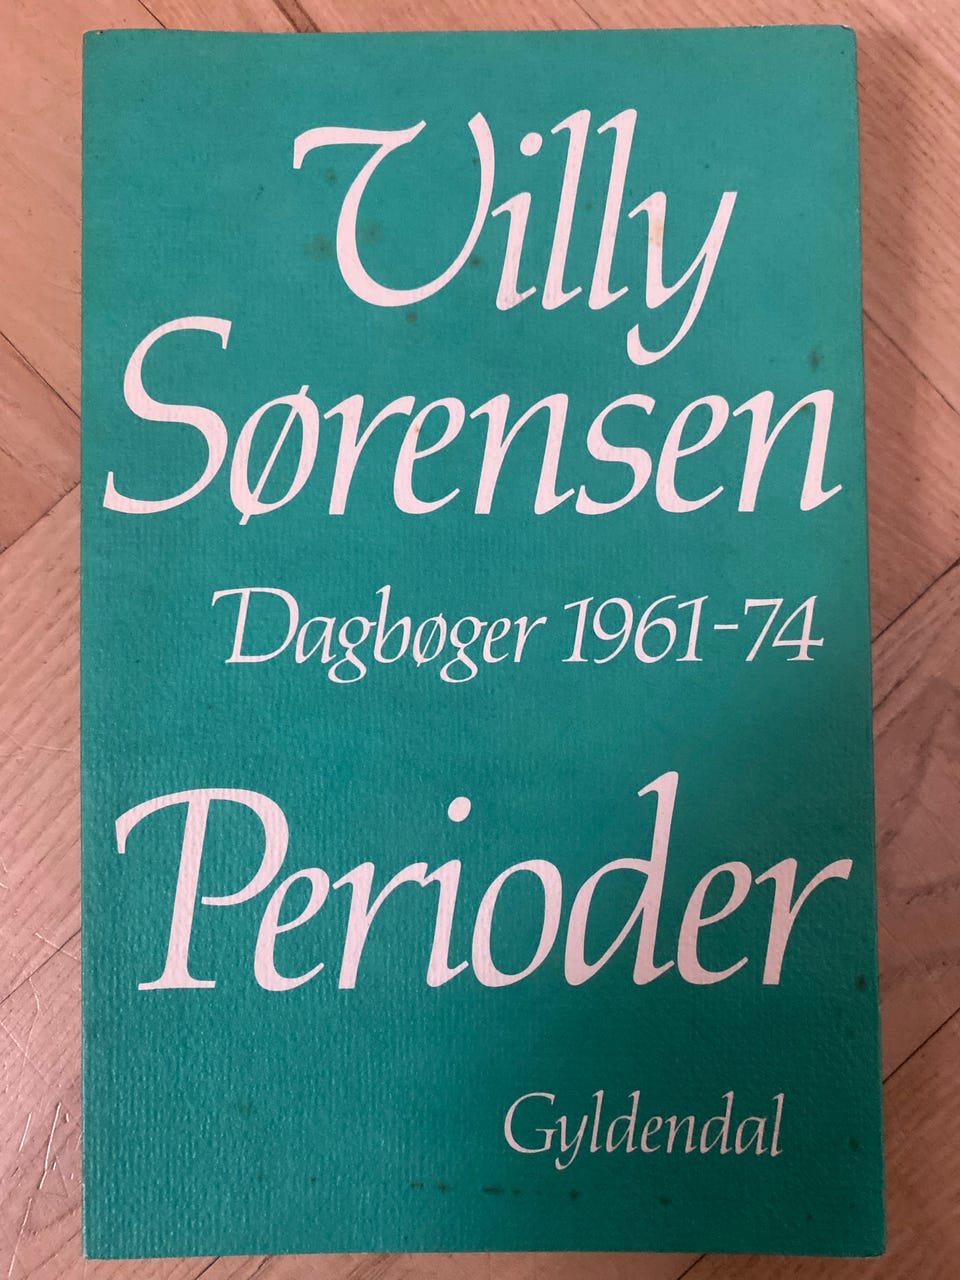 Villy
Sørensen
Dagbøger 1961-74
Perioder
Gyldendal